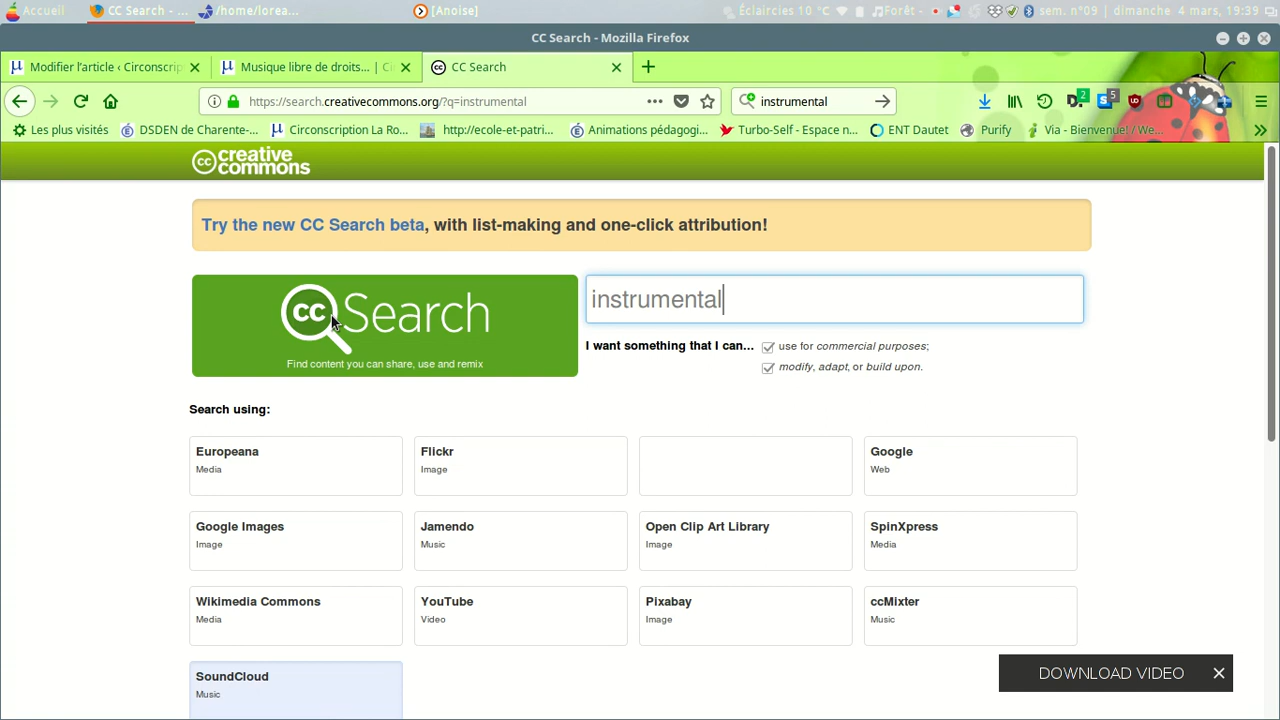 Accueil CC Search - ... /home/lorea... [Anoise] Éclaircies 10 °C Forêt - sem. n°09 | dimanche 4 mars, 19:39
CC Search - Mozilla Firefox
Modifier l'article ‹ Circonscrip Musique libre de droits... | Ci CC Search
https://search.creativecommons.org/?q=instrumental instrumental 2 5
Les plus visités DSDEN de Charente-... Circonscription La Ro... http://ecole-et-patri... Animations pédagogi... Turbo-Self - Espace n... ENT Dautet Purify Via - Bienvenue! / We...
cc creative commons
Try the new CC Search beta, with list-making and one-click attribution!
cc Search
Find content you can share, use and remix
instrumental
I want something that I can... use for commercial purposes;
modify, adapt, or build upon.
Search using:
Europeana Flickr Google
Media Image Web
Google Images Jamendo Open Clip Art Library SpinXpress
Image Music Image Media
Wikimedia Commons YouTube Pixabay ccMixter
Media Video Image Music
SoundCloud
Music
DOWNLOAD VIDEO